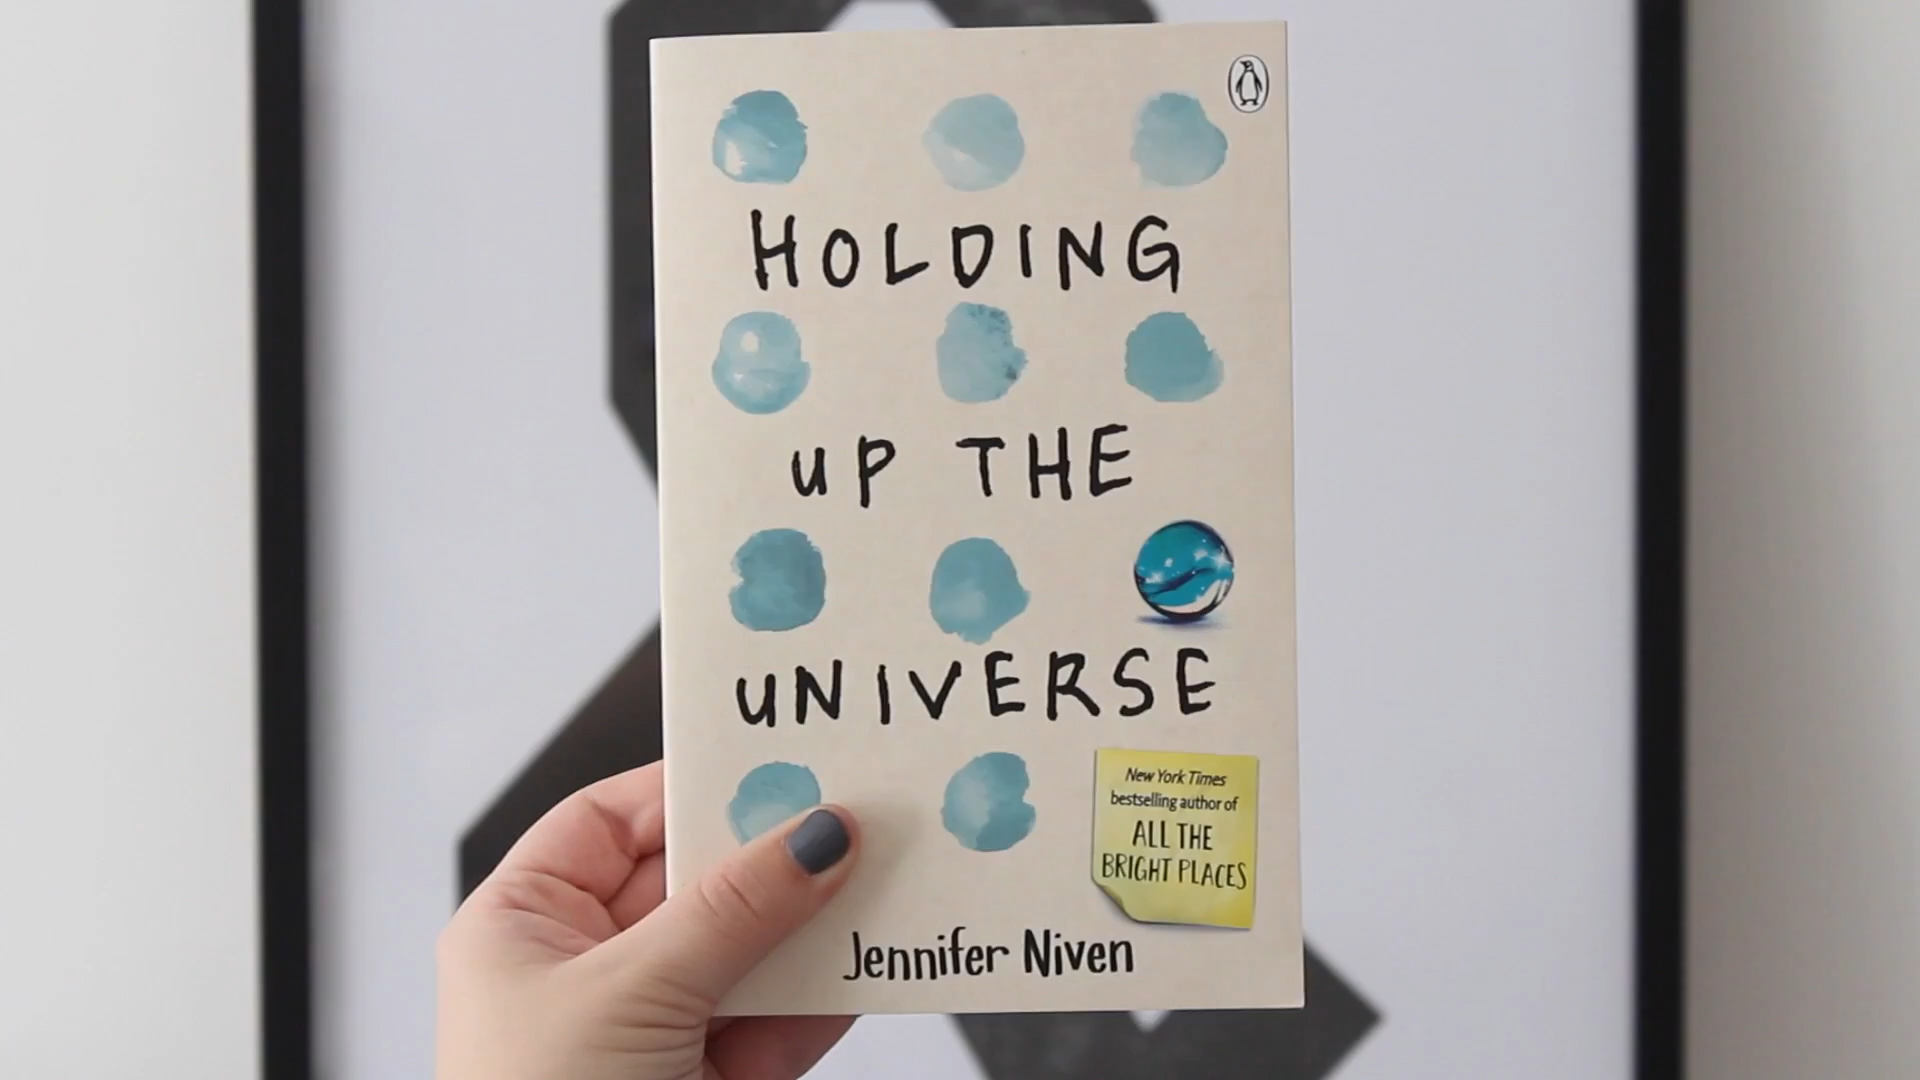 HOLDING
UP THE
UNIVERSE
New York Times
bestselling author of
ALL THE
BRIGHT PLACES
Jennifer Niven